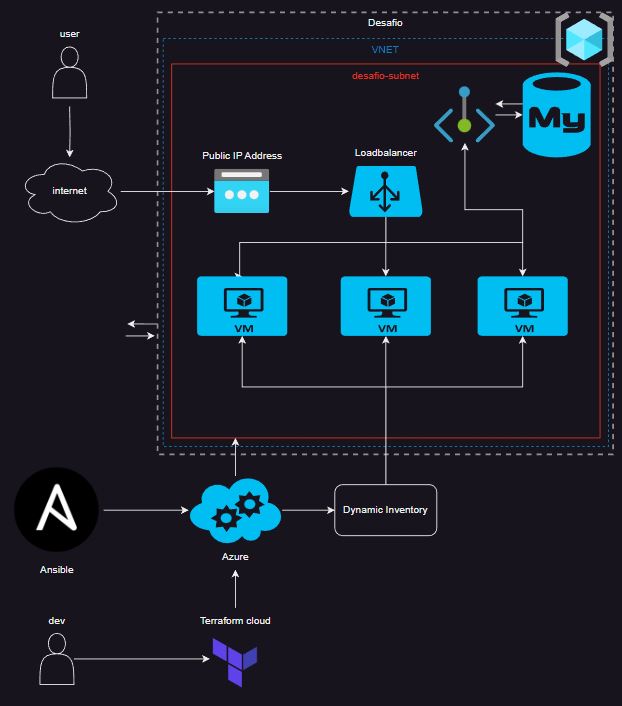 Desafio
user
VNET
desafio-subnet
My
Public IP Address
Loadbalancer
internet
VM
VM
VM
Dynamic Inventory
Azure
Ansible
dev
Terraform cloud